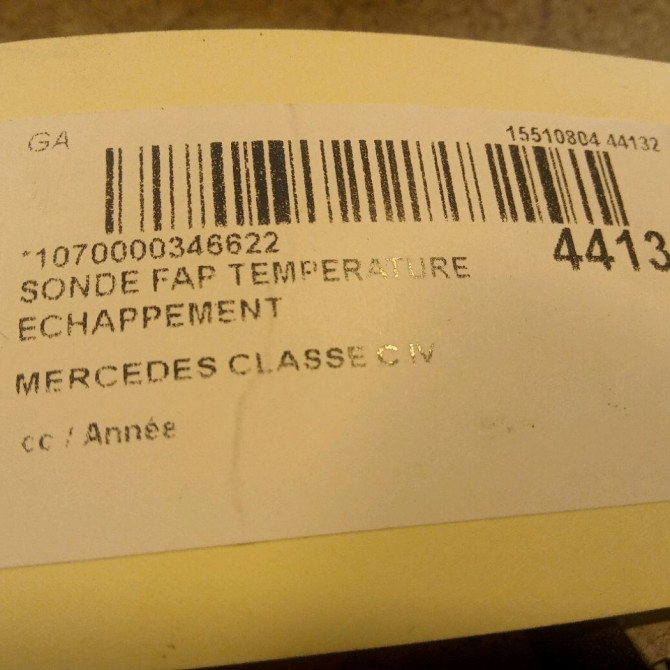 GA
15510804 44132
*1070000346622
4413
SONDE FAP TEMPERATURE
ECHAPPEMENT
MERCEDES CLASSE C IV
cc / Année